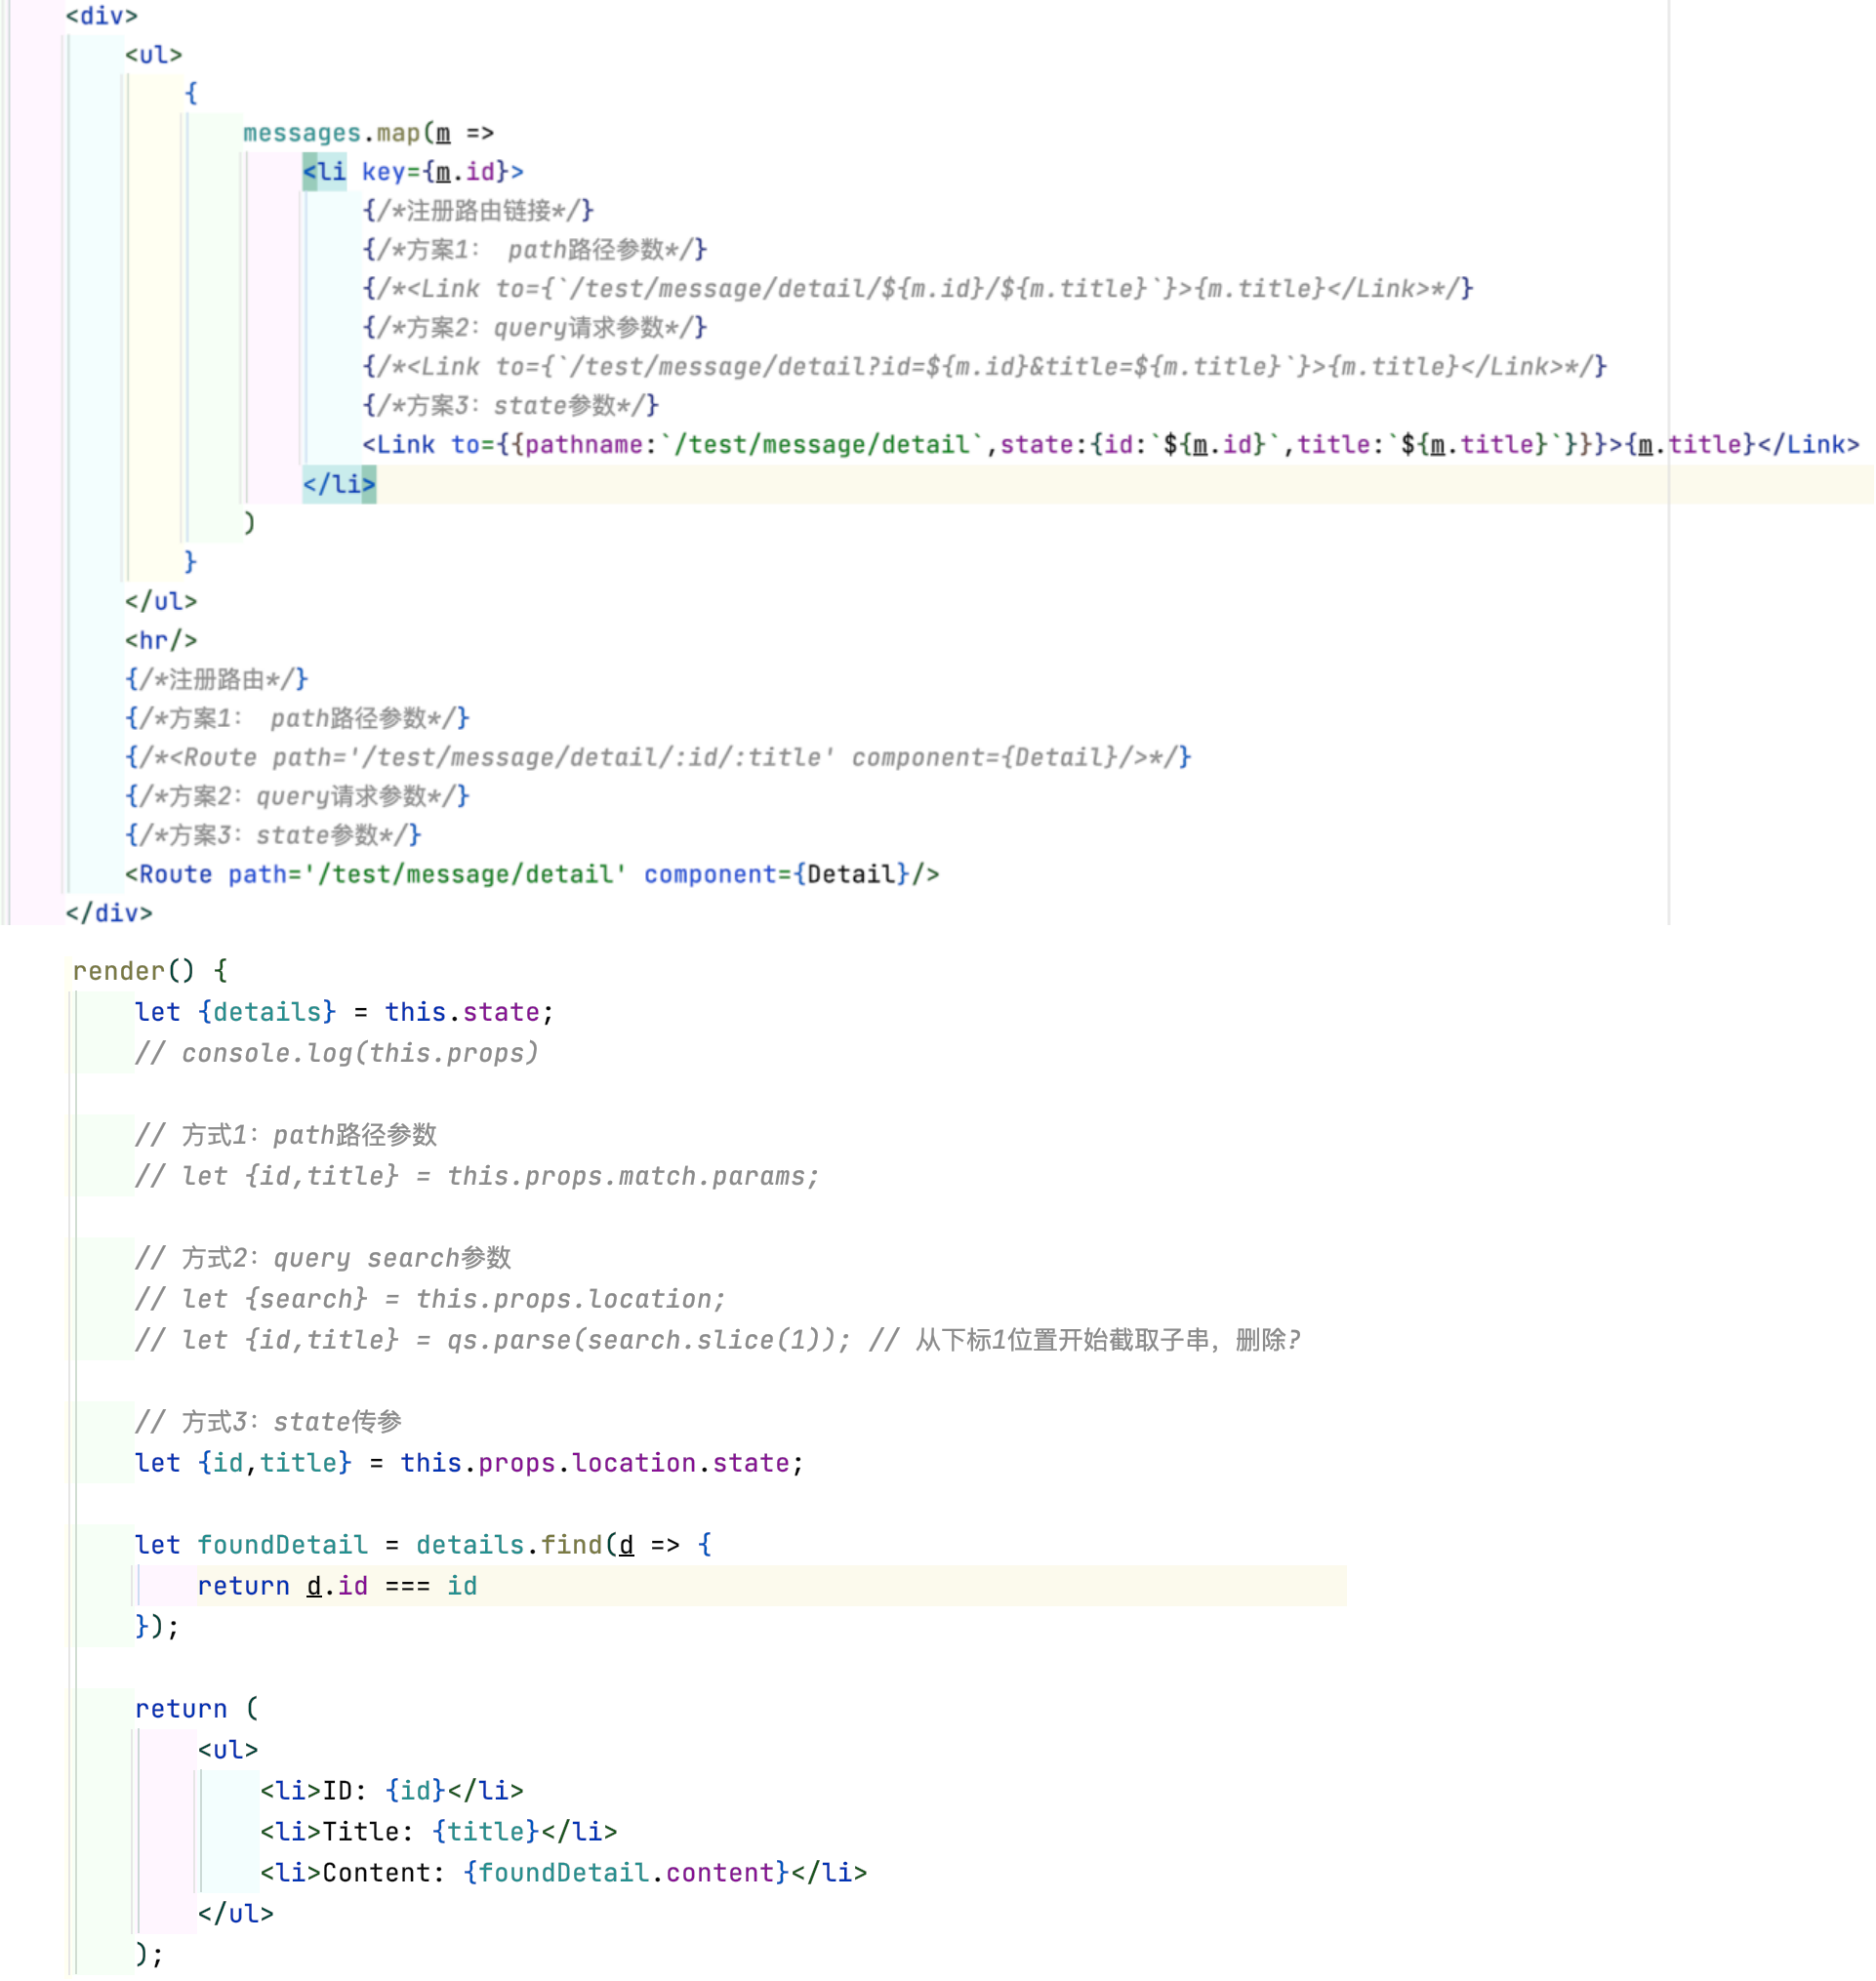 <div>
<ul>
{
messages.map(m =>
<li key={m.id}>
{/*注册路由链接*/}
{/*方案1： path路径参数*/}
{/*<Link to={`/test/message/detail/${m.id}/${m.title}`}>{m.title}</Link>*/}
{/*方案2：query请求参数*/}
{/*<Link to={`/test/message/detail?id=${m.id}&title=${m.title}`}>{m.title}</Link>*/}
{/*方案3：state参数*/}
<Link to={{pathname:`/test/message/detail`,state:{id:`${m.id}`,title:`${m.title}`}}}>{m.title}</Link>
</li>
)
}
</ul>
<hr/>
{/*注册路由*/}
{/*方案1： path路径参数*/}
{/*<Route path='/test/message/detail/:id/:title' component={Detail}/>*/}
{/*方案2：query请求参数*/}
{/*方案3：state参数*/}
<Route path='/test/message/detail' component={Detail}/>
</div>
render() {
let {details} = this.state;
// console.log(this.props)
// 方式1：path路径参数
// let {id,title} = this.props.match.params;
// 方式2：query search参数
// let {search} = this.props.location;
// let {id,title} = qs.parse(search.slice(1)); // 从下标1位置开始截取子串，删除?
// 方式3：state传参
let {id,title} = this.props.location.state;
let foundDetail = details.find(d => {
return d.id === id
});
return (
<ul>
<li>ID: {id}</li>
<li>Title: {title}</li>
<li>Content: {foundDetail.content}</li>
</ul>
);